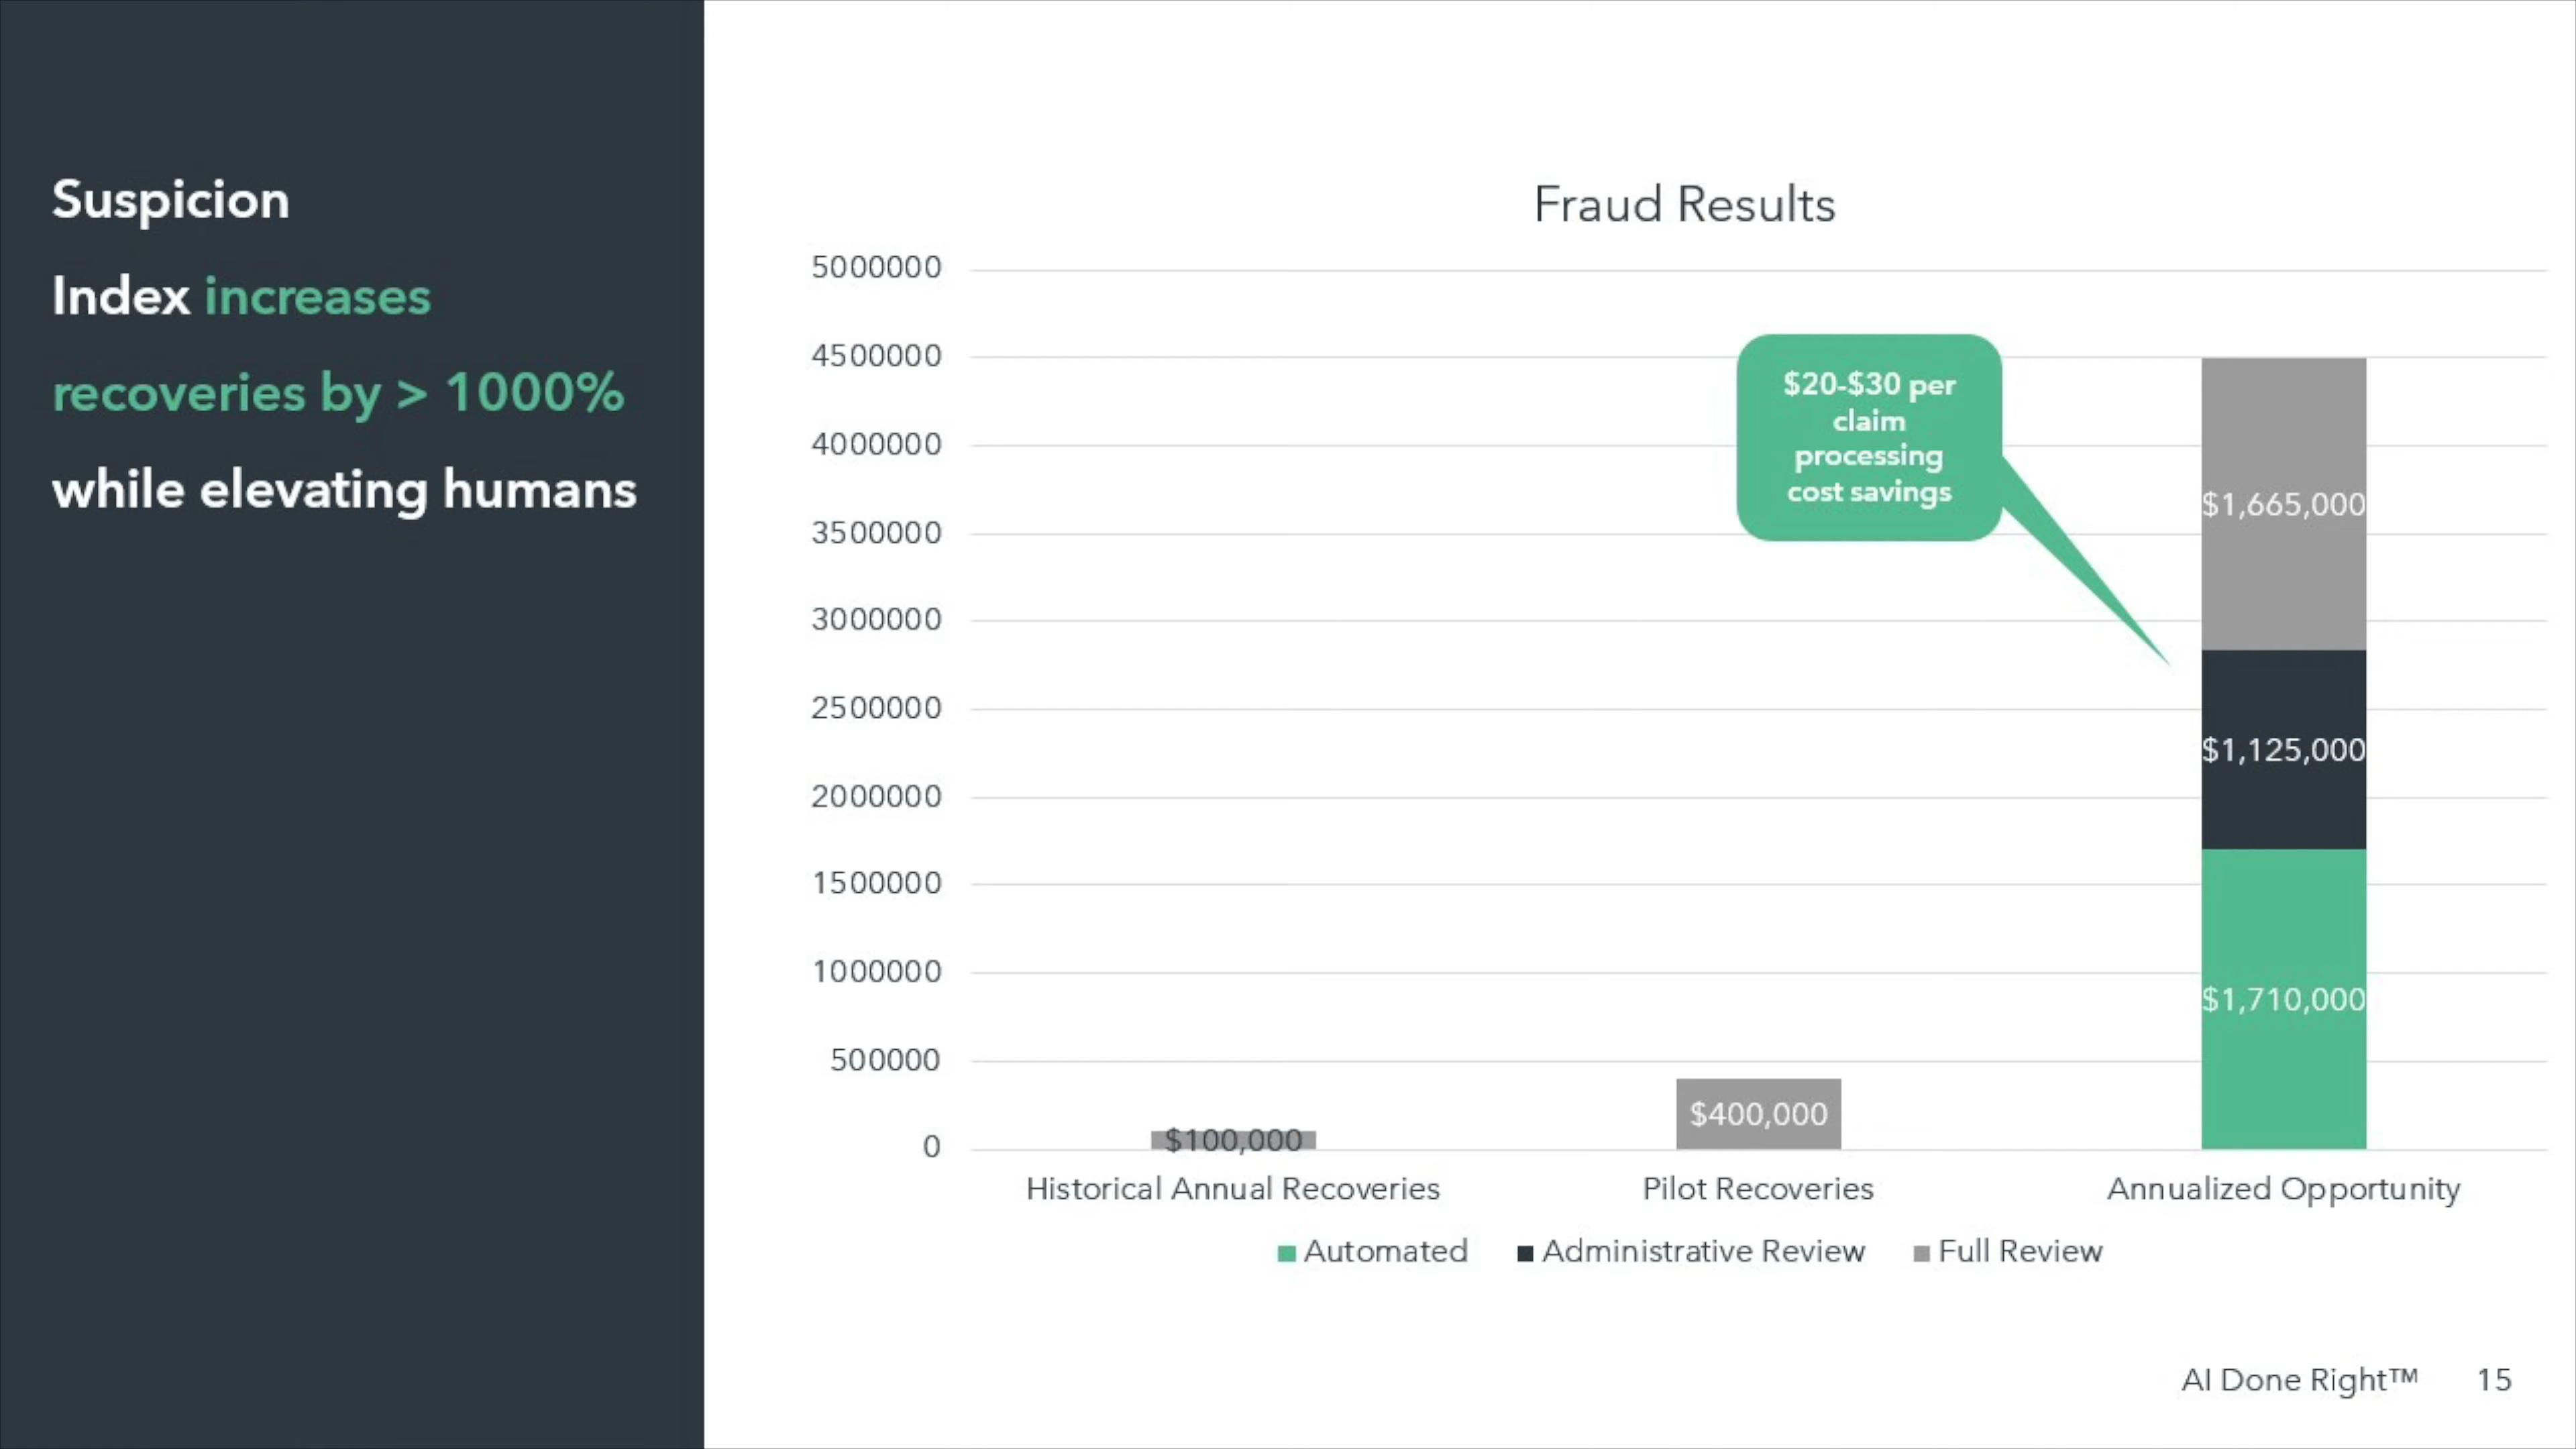 Suspicion
Index increases
recoveries by > 1000%
while elevating humans
Fraud Results
5000000
4500000
4000000
3500000
3000000
2500000
2000000
1500000
1000000
500000
0
$20-$30 per
claim
processing
cost savings
$1,665,000
$1,125,000
$1,710,000
$400,000
$100,000
Historical Annual Recoveries Pilot Recoveries Annualized Opportunity
Automated Administrative Review Full Review
AI Done Right™ 15